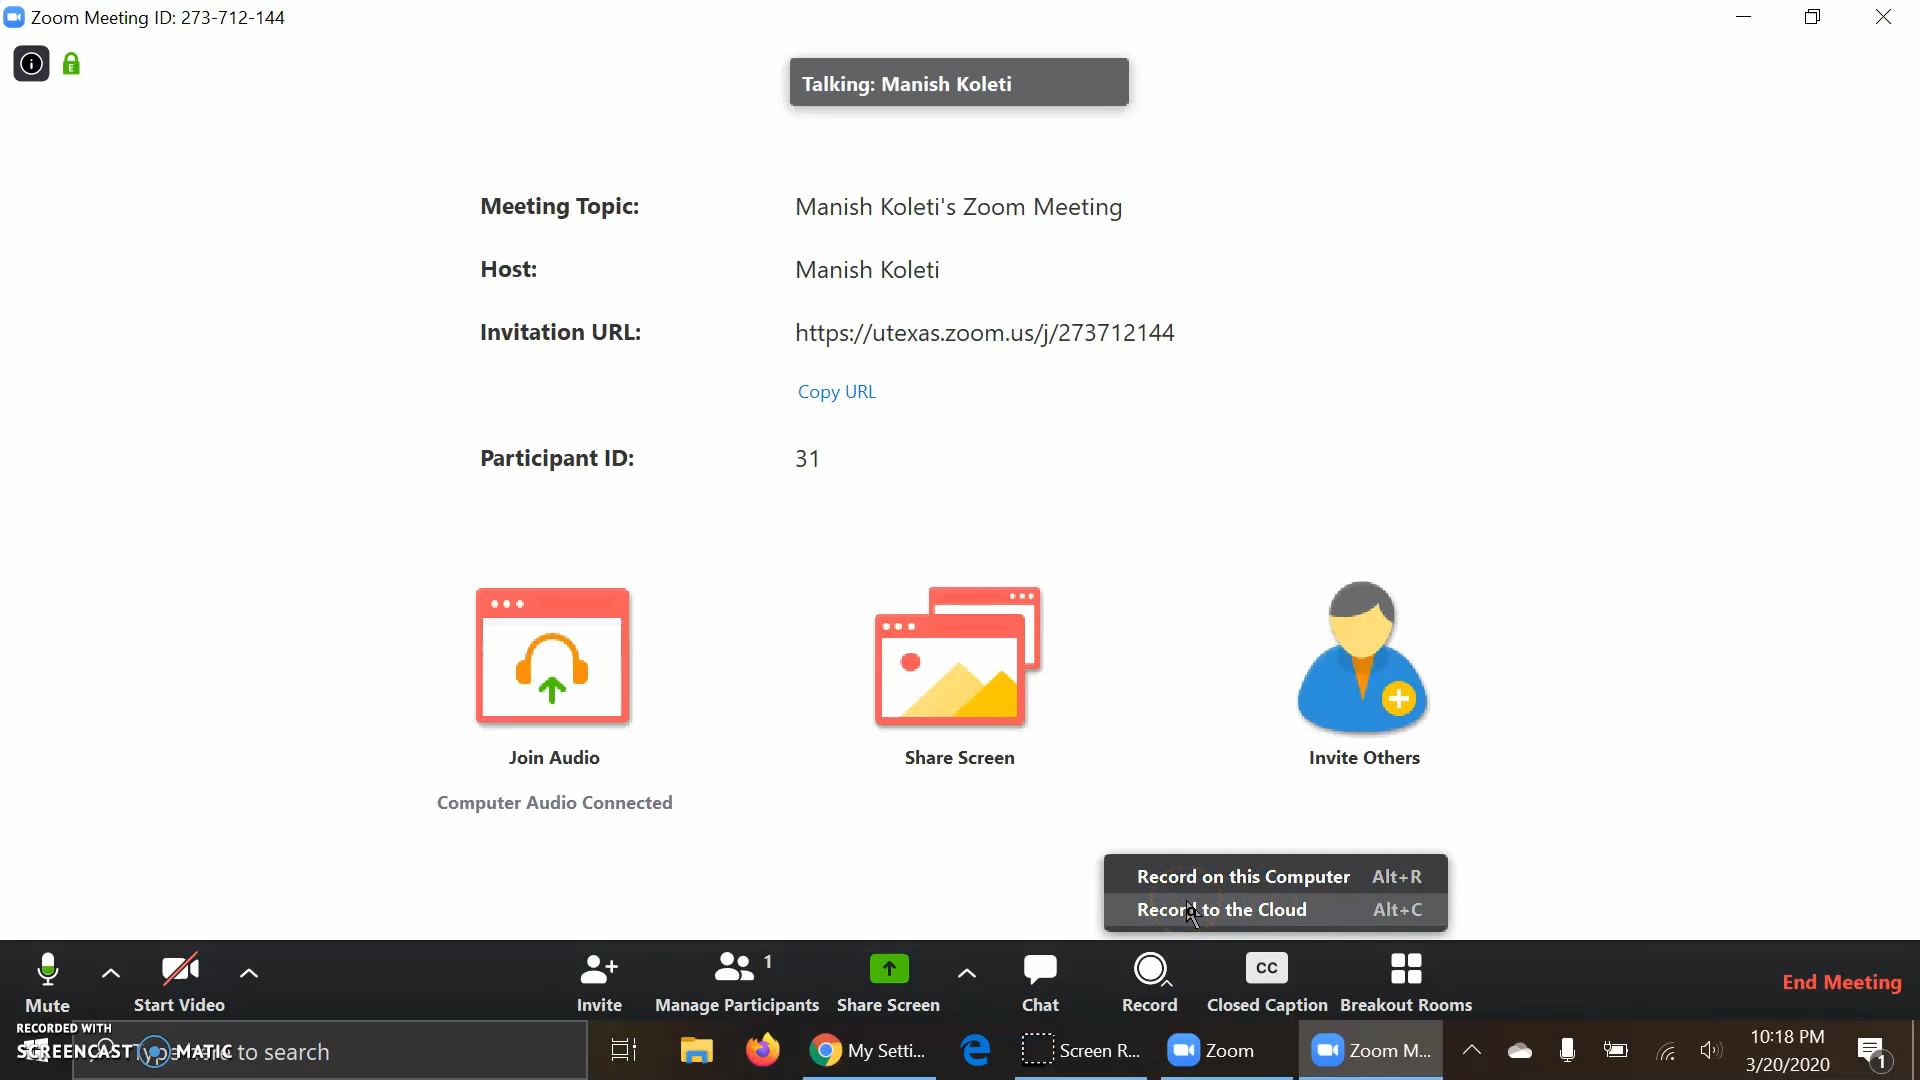 Zoom Meeting ID: 273-712-144
Talking: Manish Koleti
Meeting Topic: Manish Koleti's Zoom Meeting
Host: Manish Koleti
Invitation URL: https://utexas.zoom.us/j/273712144
Copy URL
Participant ID: 31
Join Audio Share Screen Invite Others
Computer Audio Connected
Record on this Computer Alt+R
Record to the Cloud Alt+C
1 CC
Mute Start Video Invite Manage Participants Share Screen Chat Record Closed Caption Breakout Rooms End Meeting
RECORDED WITH
SCREENCAST MATIC to search My Setti... Screen R... Zoom Zoom M... 10:18 PM
3/20/2020 1